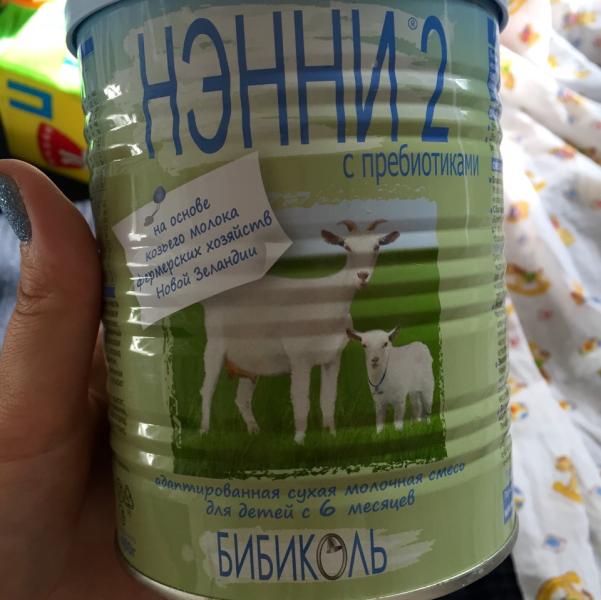 НЭННИ® 2
с пребиотиками
на основе
козьего молока
фермерских хозяйств
Новой Зеландии
адаптированная сухая молочная смесь
для детей с 6 месяцев
БИБИКОЛЬ